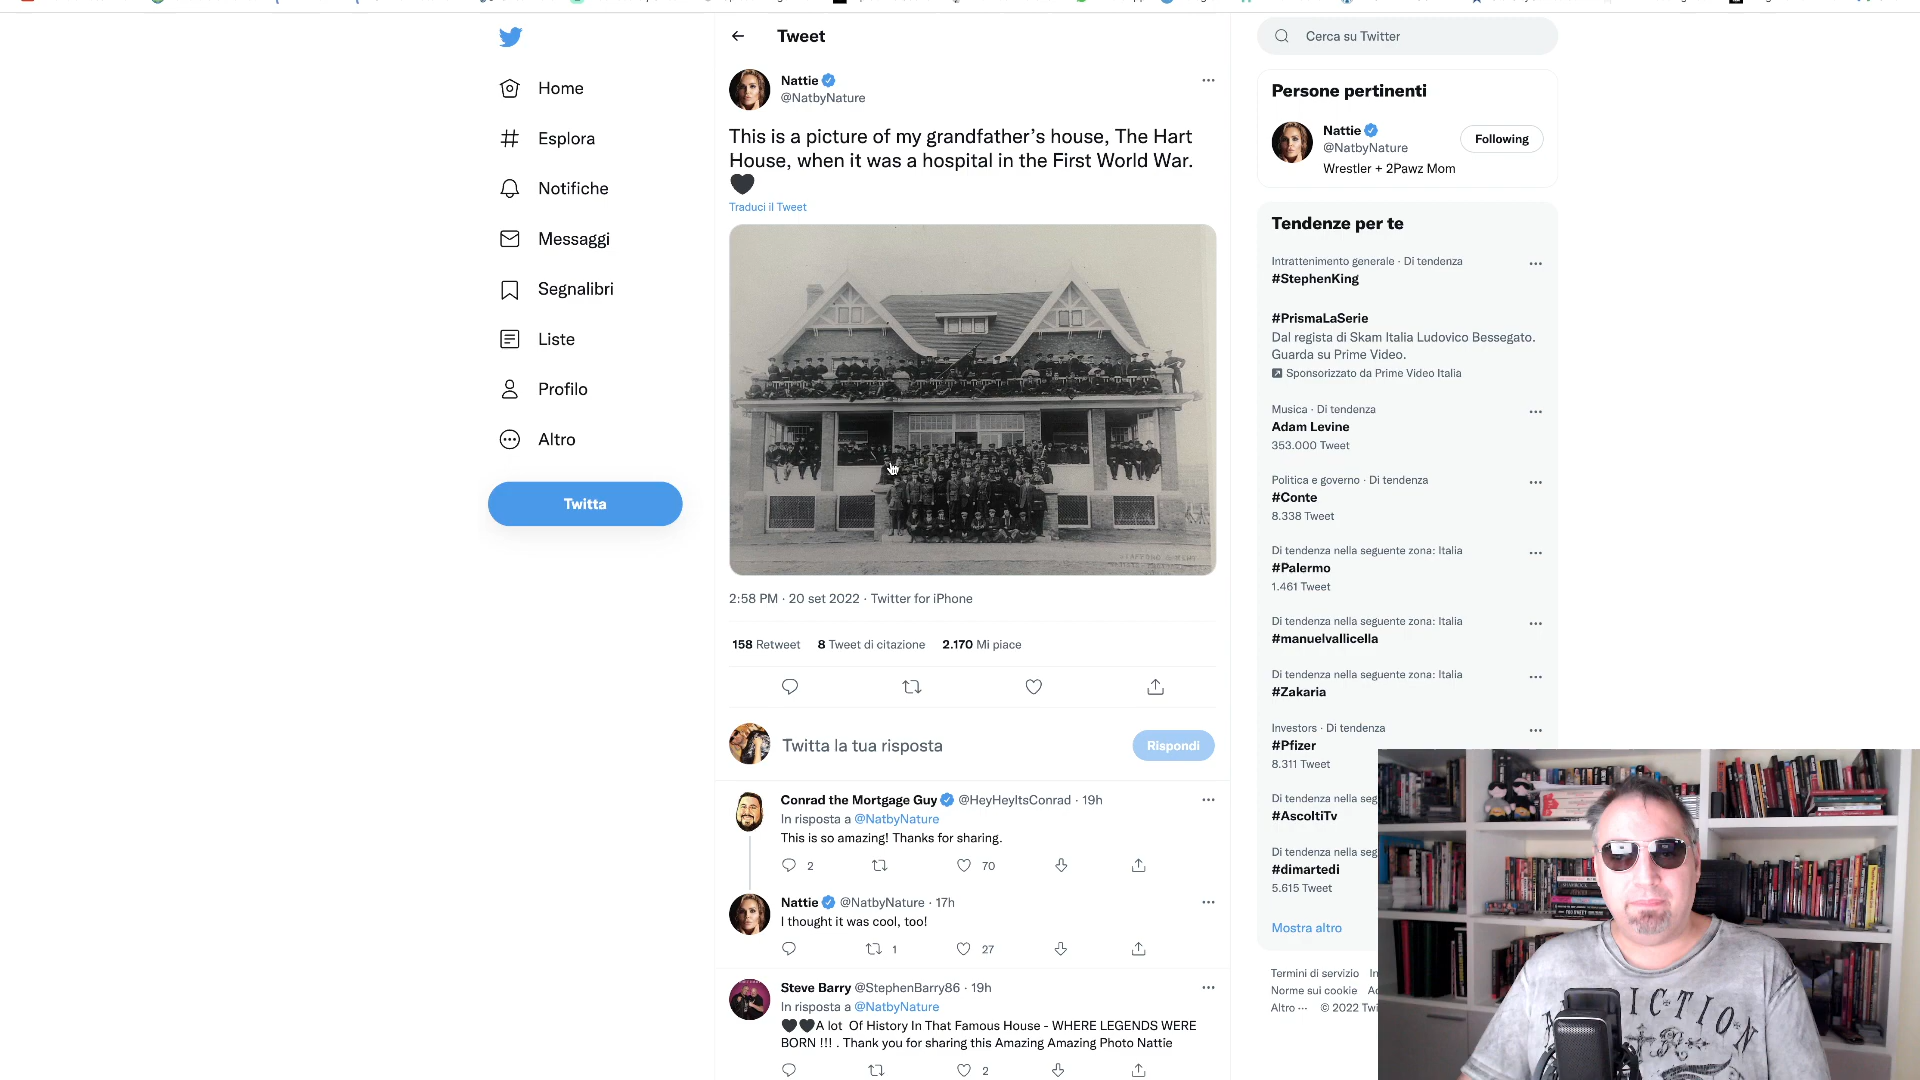 Home
Esplora
Notifiche
Messaggi
Segnalibri
Liste
Profilo
Altro
Twitta
Tweet
Nattie
@NatbyNature
This is a picture of my grandfather’s house, The Hart
House, when it was a hospital in the First World War.
🖤
Traduci il Tweet
2:58 PM · 20 set 2022 · Twitter for iPhone
158 Retweet 8 Tweet di citazione 2.170 Mi piace
Twitta la tua risposta
Rispondi
Conrad the Mortgage Guy @HeyHeyItsConrad · 19h
In risposta a @NatbyNature
This is so amazing! Thanks for sharing.
2 70
Nattie @NatbyNature · 17h
I thought it was cool, too!
1 27
Steve Barry @StephenBarry86 · 19h
In risposta a @NatbyNature
🖤🖤A lot Of History In That Famous House - WHERE LEGENDS WERE
BORN !!! . Thank you for sharing this Amazing Amazing Photo Nattie
2
Cerca su Twitter
Persone pertinenti
Nattie
@NatbyNature
Following
Wrestler + 2Pawz Mom
Tendenze per te
Intrattenimento generale · Di tendenza
#StephenKing
#PrismaLaSerie
Dal regista di Skam Italia Ludovico Bessegato.
Guarda su Prime Video.
Sponsorizzato da Prime Video Italia
Musica · Di tendenza
Adam Levine
353.000 Tweet
Politica e governo · Di tendenza
#Conte
8.338 Tweet
Di tendenza nella seguente zona: Italia
#Palermo
1.461 Tweet
Di tendenza nella seguente zona: Italia
#manuelvallicella
Di tendenza nella seguente zona: Italia
#Zakaria
Investors · Di tendenza
#Pfizer
8.311 Tweet
Di tendenza nella seg
#AscoltiTv
Di tendenza nella seg
#dimartedi
5.615 Tweet
Mostra altro
Termini di servizio
Norme sui cookie
Altro ··· © 2022 Twi